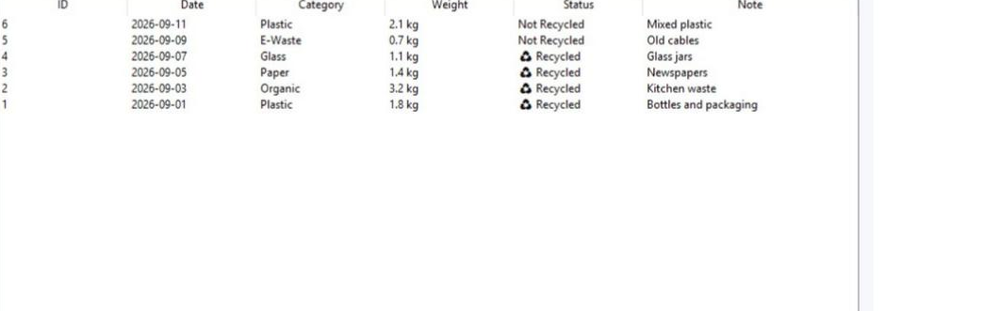 ID Date Category Weight Status Note
6 2026-09-11 Plastic 2.1 kg Not Recycled Mixed plastic
5 2026-09-09 E-Waste 0.7 kg Not Recycled Old cables
4 2026-09-07 Glass 1.1 kg ♻ Recycled Glass jars
3 2026-09-05 Paper 1.4 kg ♻ Recycled Newspapers
2 2026-09-03 Organic 3.2 kg ♻ Recycled Kitchen waste
1 2026-09-01 Plastic 1.8 kg ♻ Recycled Bottles and packaging